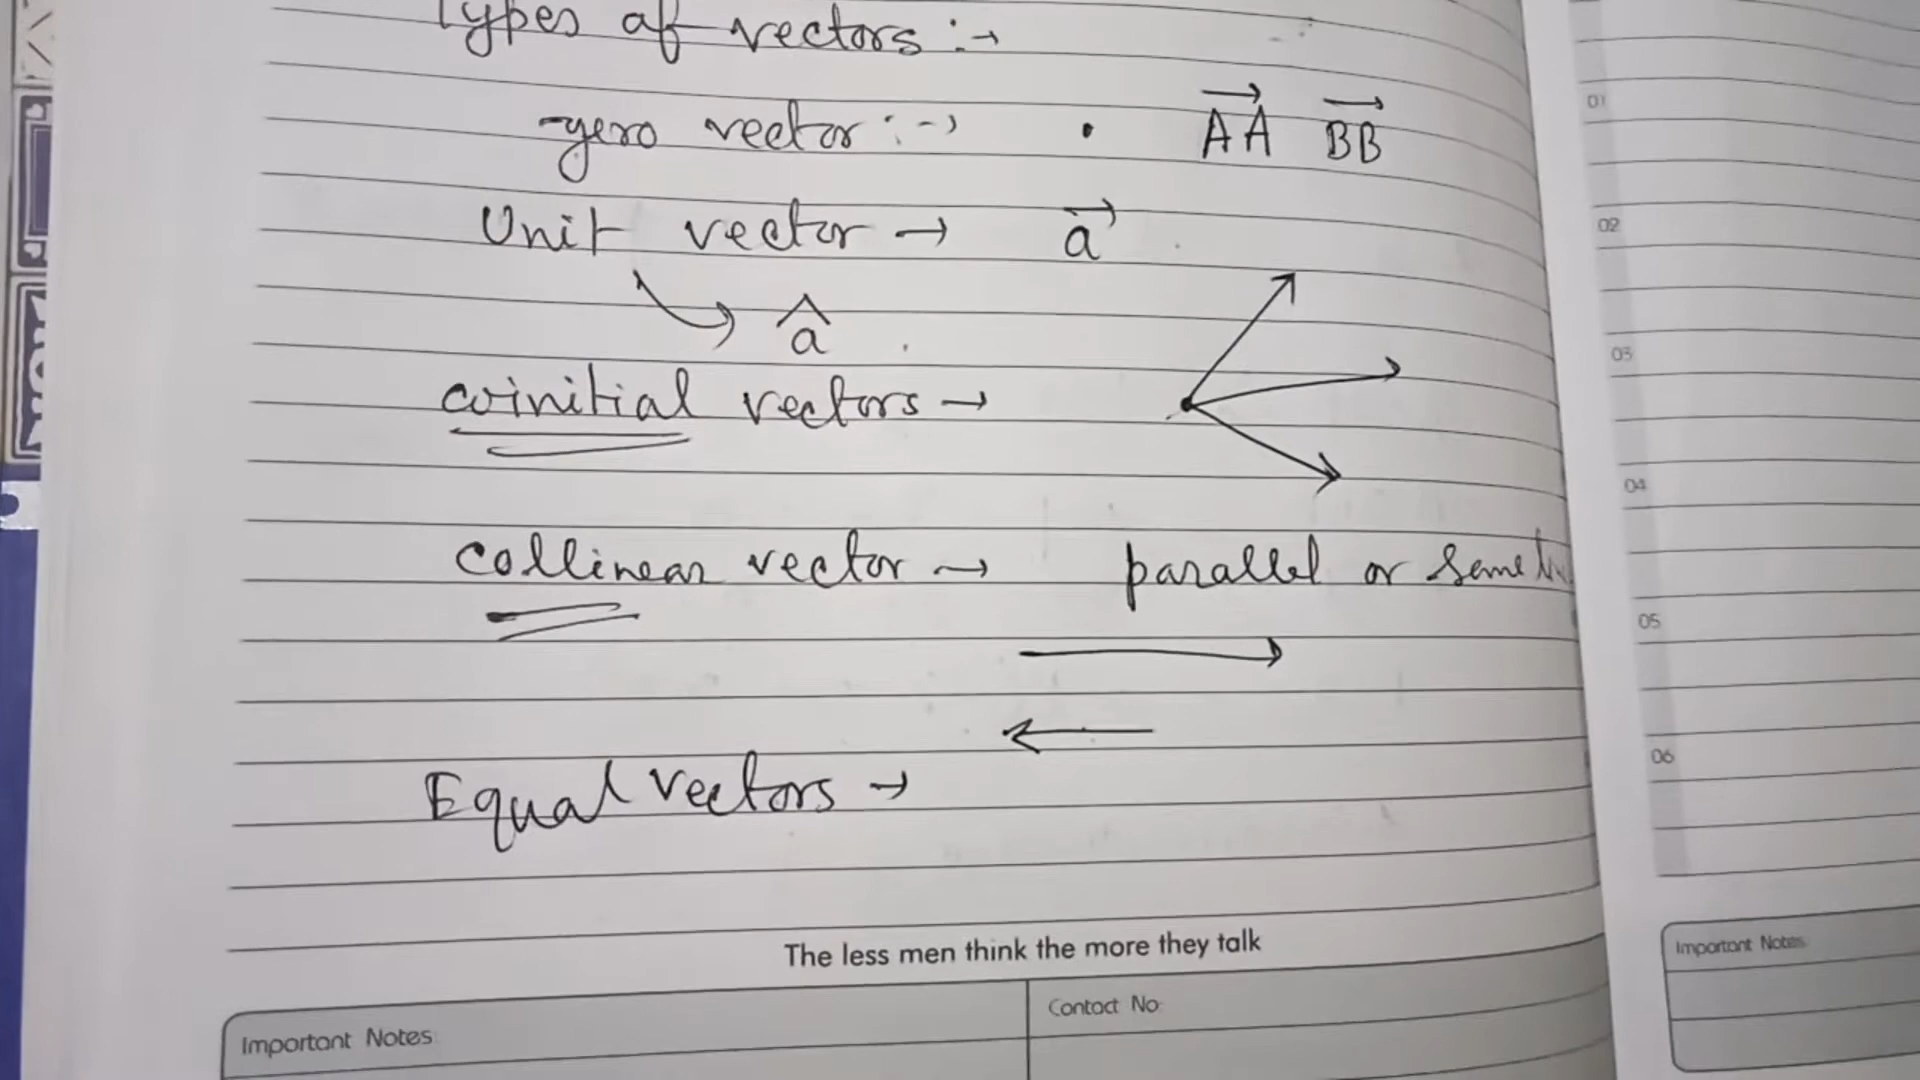 Types of vectors :→
zero vector :-→ • AA BB
Unit vector → a
â
coinitial vectors →
collinear vector → parallel or same
Equal vectors →
The less men think the more they talk
Important Notes:
Contact No:
01
02
03
04
05
06
Important Notes